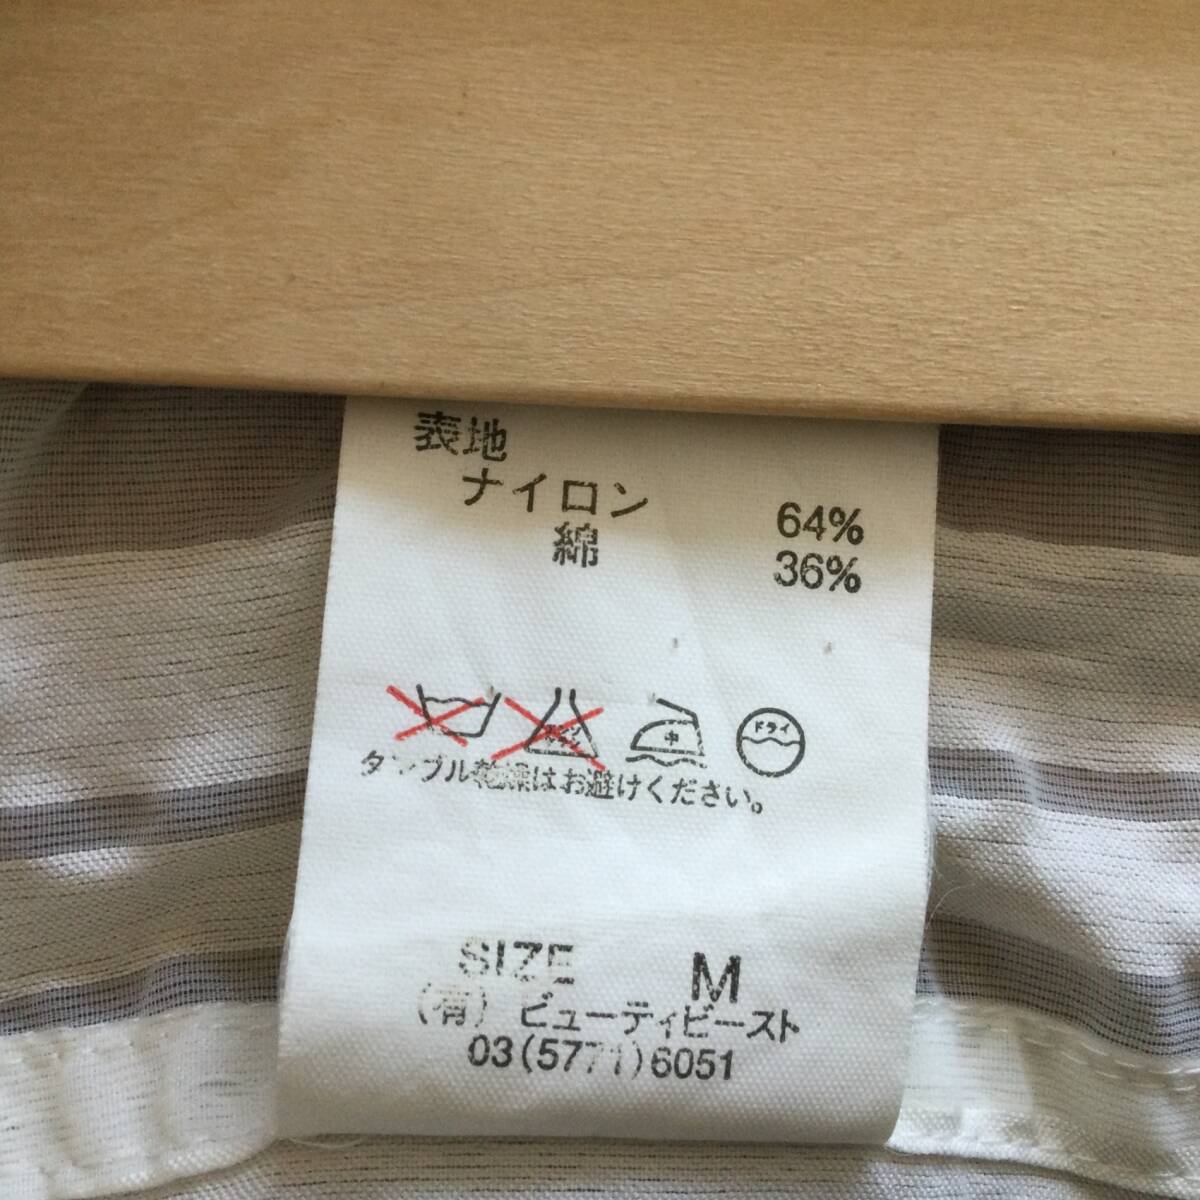 表地
ナイロン 64%
綿 36%
中 ドライ
タンブル乾燥はお避けください。
SIZE M
(有) ビューティビースト
03(5771)6051